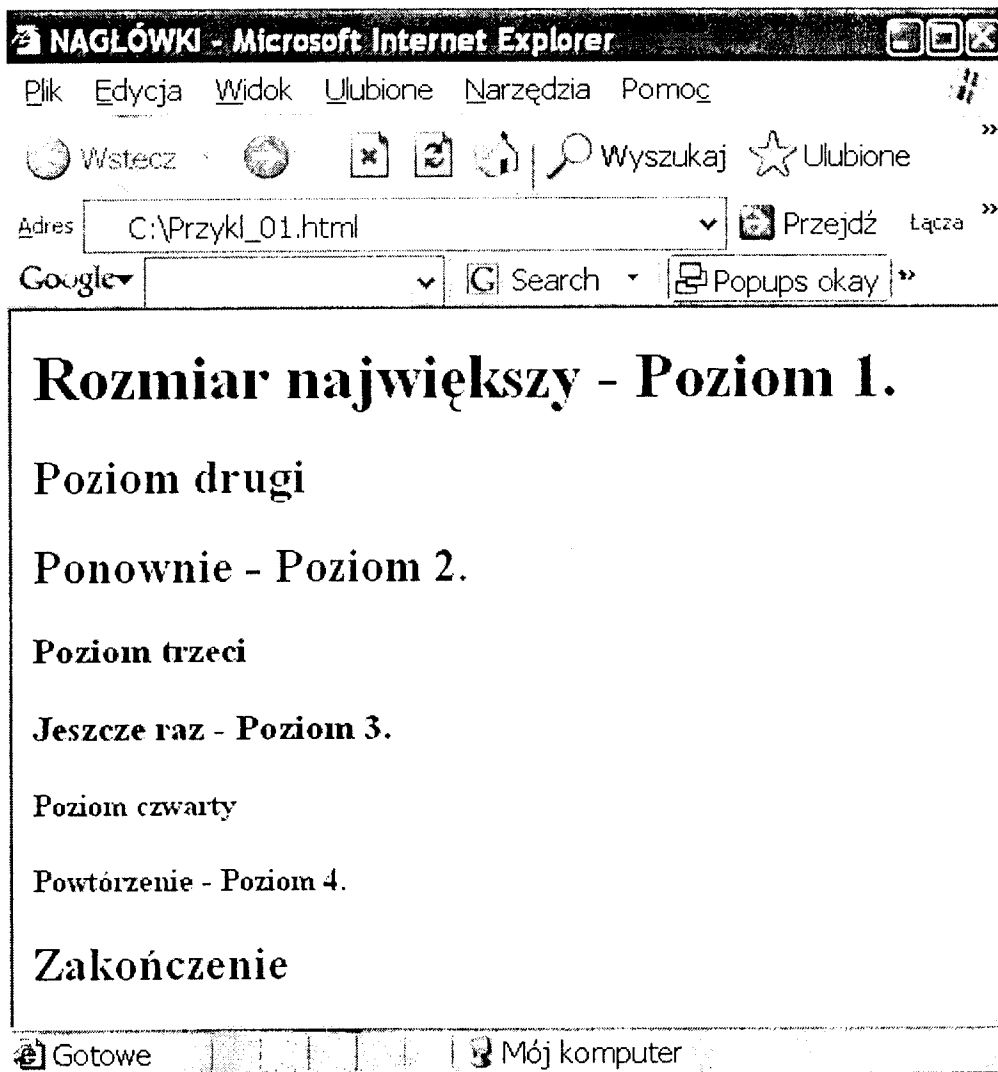 NAGŁÓWKI - Microsoft Internet Explorer
Plik Edycja Widok Ulubione Narzędzia Pomoc
Wstecz Wyszukaj Ulubione »
Adres C:\Przykl_01.html Przejdź Łącza »
Google G Search Popups okay »
Rozmiar największy - Poziom 1.
Poziom drugi
Ponownie - Poziom 2.
Poziom trzeci
Jeszcze raz - Poziom 3.
Poziom czwarty
Powtórzenie - Poziom 4.
Zakończenie
Gotowe Mój komputer